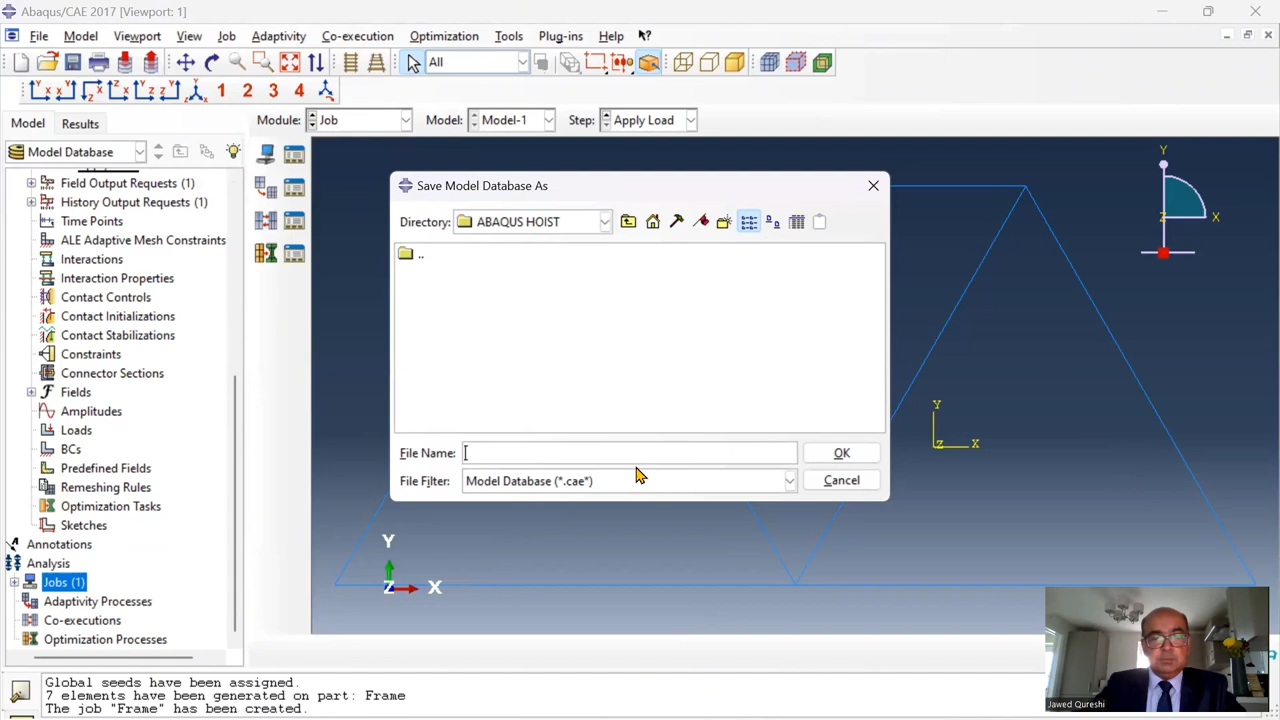 Abaqus/CAE 2017 [Viewport: 1]
File Model Viewport View Job Adaptivity Co-execution Optimization Tools Plug-ins Help
All
1 2 3 4
Model Results
Module: Job Model: Model-1 Step: Apply Load
Model Database
Field Output Requests (1)
History Output Requests (1)
Time Points
ALE Adaptive Mesh Constraints
Interactions
Interaction Properties
Contact Controls
Contact Initializations
Contact Stabilizations
Constraints
Connector Sections
Fields
Amplitudes
Loads
BCs
Predefined Fields
Remeshing Rules
Optimization Tasks
Sketches
Annotations
Analysis
Jobs (1)
Adaptivity Processes
Co-executions
Optimization Processes
Save Model Database As
Directory: ABAQUS HOIST
..
File Name: OK
File Filter: Model Database (*.cae*) Cancel
Y
Z X
Y
Z X
Y
Z X
Jawed Qureshi
Global seeds have been assigned.
7 elements have been generated on part: Frame
The job "Frame" has been created.